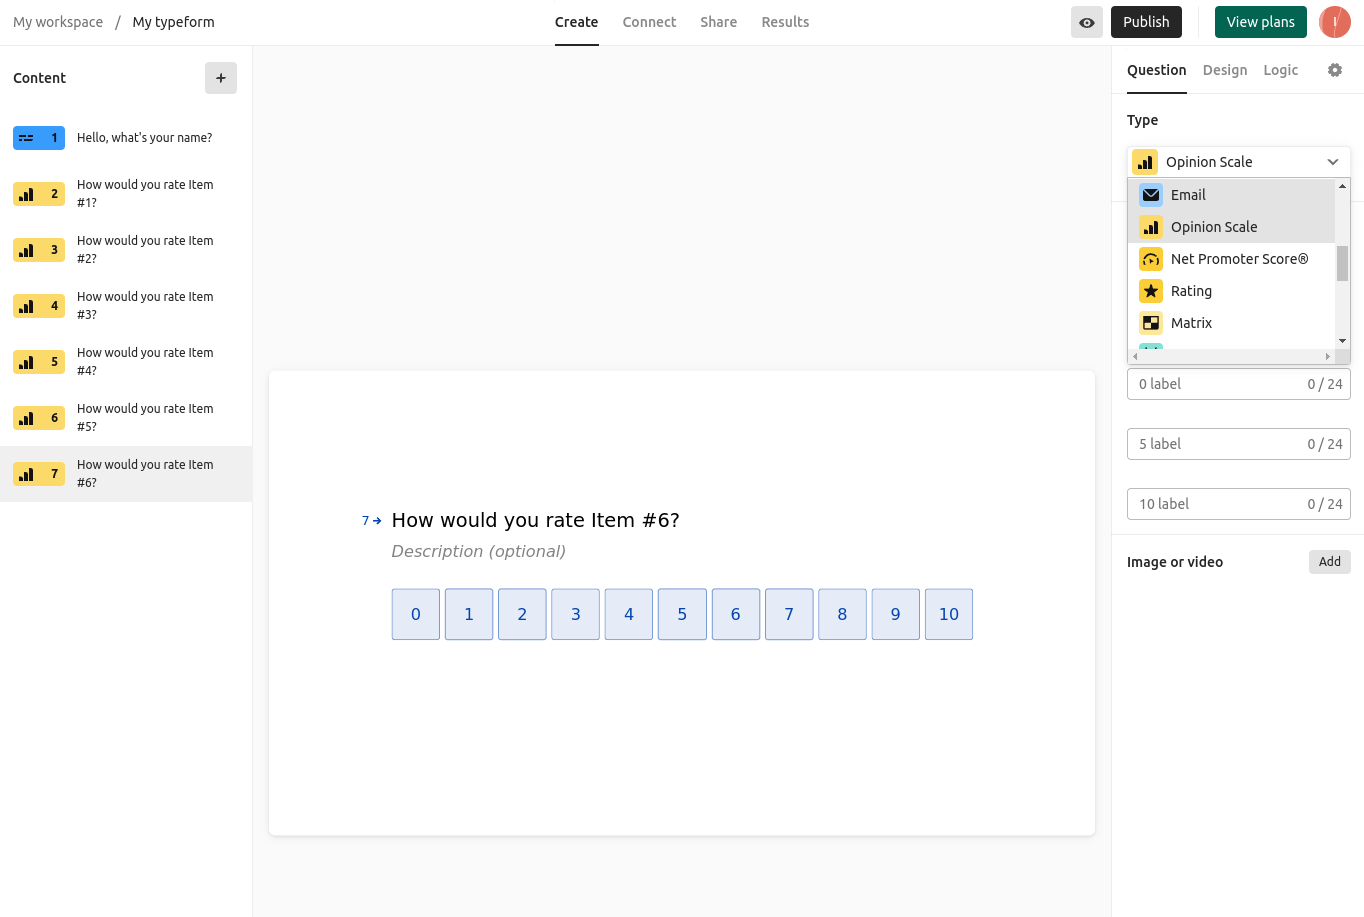 My workspace / My typeform
Create Connect Share Results
Publish
View plans
I
Content
+
1 Hello, what's your name?
2 How would you rate Item
#1?
3 How would you rate Item
#2?
4 How would you rate Item
#3?
5 How would you rate Item
#4?
6 How would you rate Item
#5?
7 How would you rate Item
#6?
7 How would you rate Item #6?
Description (optional)
0 1 2 3 4 5 6 7 8 9 10
Question Design Logic
Type
Opinion Scale
Email
Opinion Scale
Net Promoter Score®
Rating
Matrix
0 label 0 / 24
5 label 0 / 24
10 label 0 / 24
Image or video Add